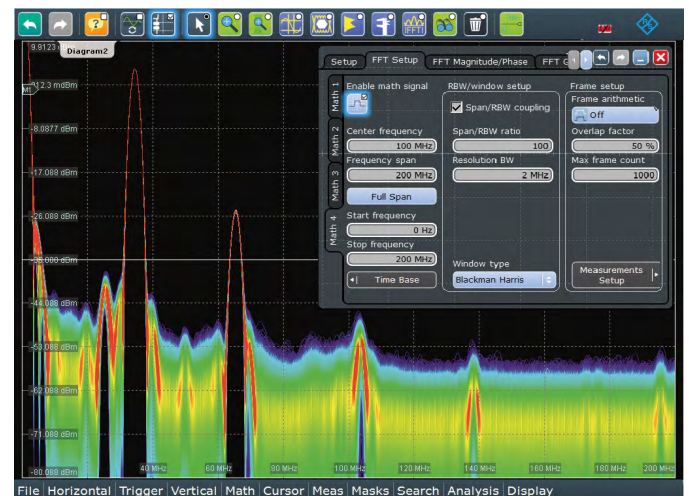 Diagram2
9.9123
M1
912.3 mdBm
-8.0877 dBm
-17.088 dBm
-26.088 dBm
-35.088 dBm
-44.088 dBm
-53.088 dBm
-62.088 dBm
-71.088 dBm
-80.088 dBm
40 MHz
60 MHz
80 MHz
100 MHz
120 MHz
140 MHz
160 MHz
180 MHz
200 MHz
Setup
FFT Setup
FFT Magnitude/Phase
FFT G
Math 1
Math 2
Math 3
Math 4
Enable math signal
Center frequency
100 MHz
Frequency span
200 MHz
Full Span
Start frequency
0 Hz
Stop frequency
200 MHz
Time Base
RBW/window setup
Span/RBW coupling
Span/RBW ratio
100
Resolution BW
2 MHz
Window type
Blackman Harris
Frame setup
Frame arithmetic
Off
Overlap factor
50 %
Max frame count
1000
Measurements
Setup
File Horizontal Trigger Vertical Math Cursor Meas Masks Search Analysis Display